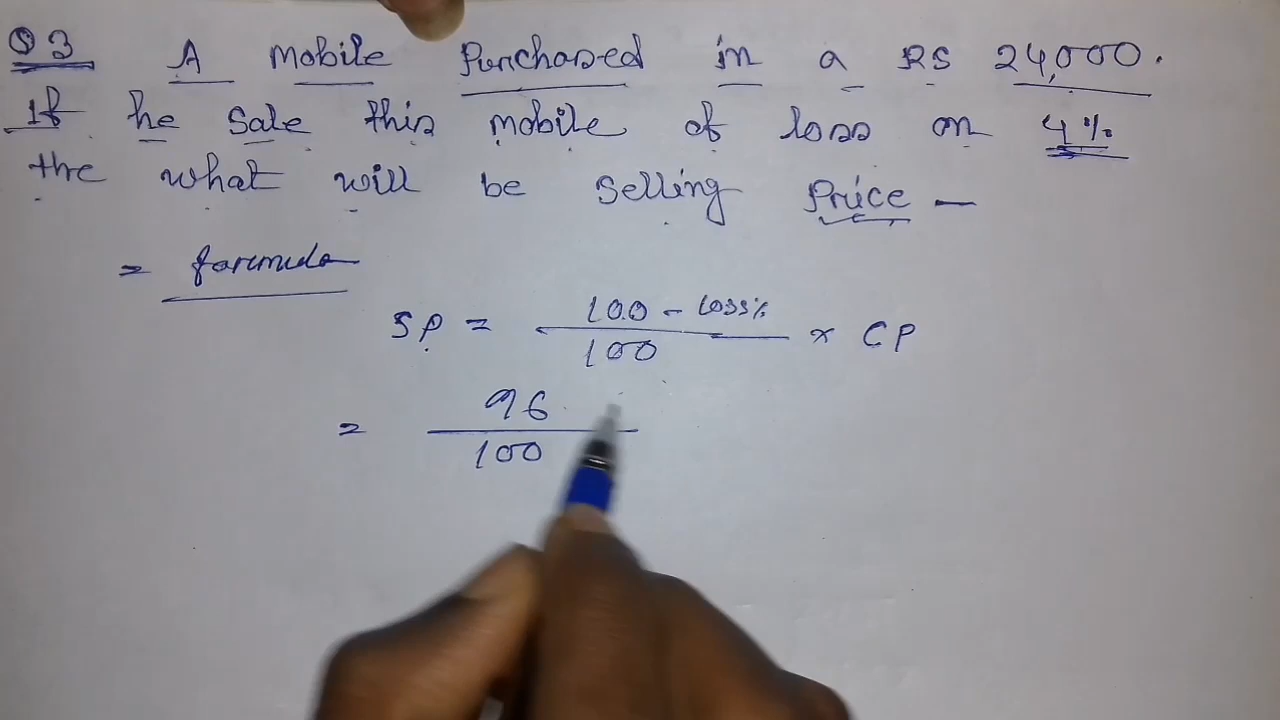 Q3 A Mobile Purchased in a RS 24,000.
If he Sale this mobile of loss on 4%
the what will be Selling Price —
= formula
SP = 100 - Loss% / 100 × CP
= 96 / 100